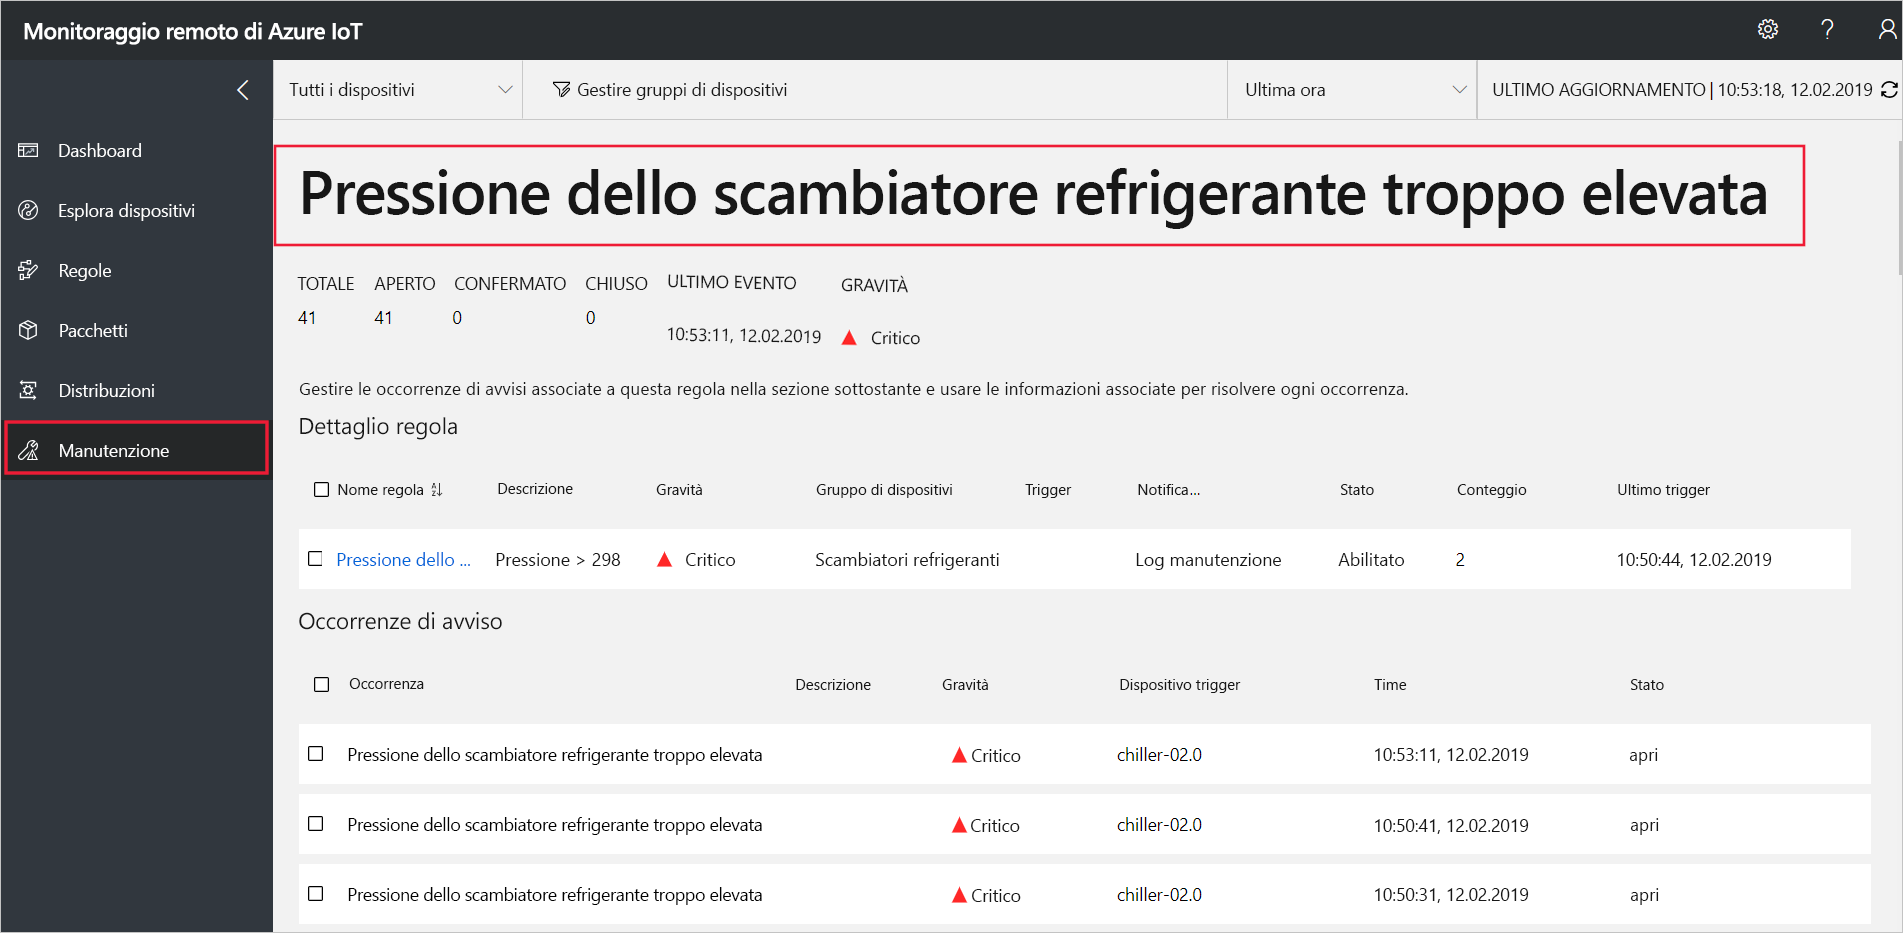 Monitoraggio remoto di Azure IoT
Tutti i dispositivi
Gestire gruppi di dispositivi
Ultima ora
ULTIMO AGGIORNAMENTO | 10:53:18, 12.02.2019
Dashboard
Esplora dispositivi
Regole
Pacchetti
Distribuzioni
Manutenzione
Pressione dello scambiatore refrigerante troppo elevata
TOTALE APERTO CONFERMATO CHIUSO ULTIMO EVENTO GRAVITÀ
41 41 0 0 10:53:11, 12.02.2019 Critico
Gestire le occorrenze di avvisi associate a questa regola nella sezione sottostante e usare le informazioni associate per risolvere ogni occorrenza.
Dettaglio regola
Nome regola Descrizione Gravità Gruppo di dispositivi Trigger Notifica... Stato Conteggio Ultimo trigger
Pressione dello ... Pressione > 298 Critico Scambiatori refrigeranti Log manutenzione Abilitato 2 10:50:44, 12.02.2019
Occorrenze di avviso
Occorrenza Descrizione Gravità Dispositivo trigger Time Stato
Pressione dello scambiatore refrigerante troppo elevata Critico chiller-02.0 10:53:11, 12.02.2019 apri
Pressione dello scambiatore refrigerante troppo elevata Critico chiller-02.0 10:50:41, 12.02.2019 apri
Pressione dello scambiatore refrigerante troppo elevata Critico chiller-02.0 10:50:31, 12.02.2019 apri